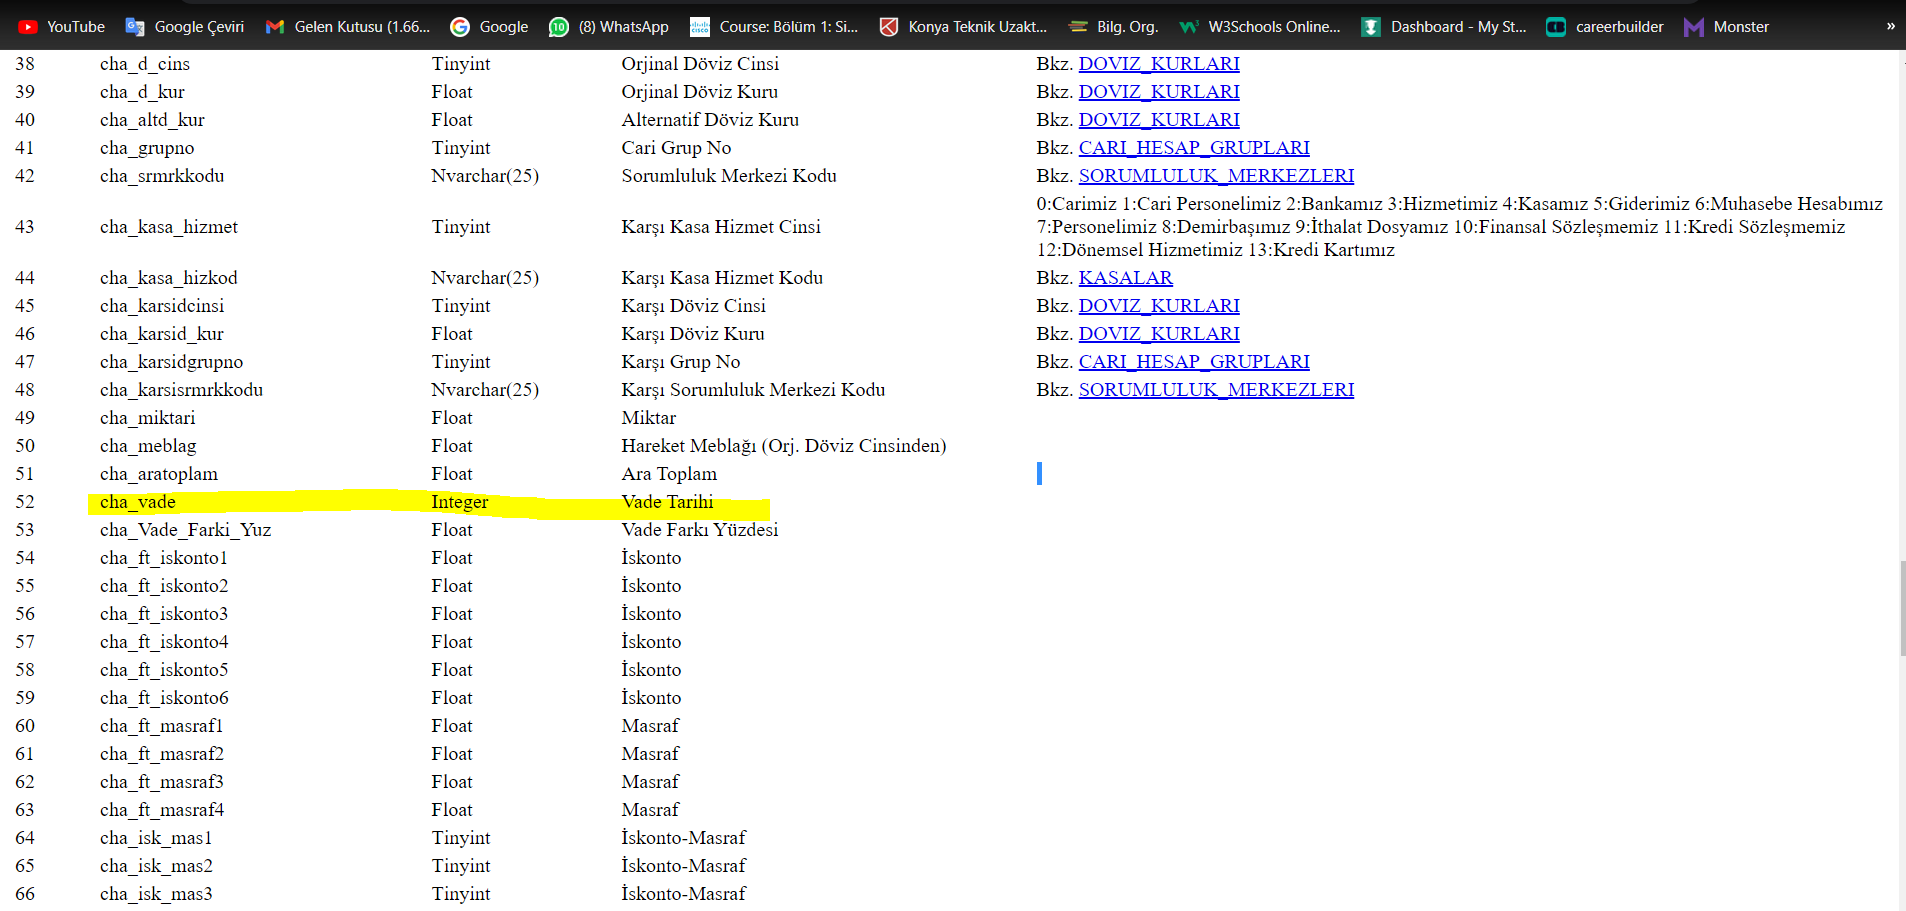 YouTube Google Çeviri Gelen Kutusu (1.66... Google (8) WhatsApp Course: Bölüm 1: Si... Konya Teknik Uzakt... Bilg. Org. W3Schools Online... Dashboard - My St... careerbuilder Monster »
38 cha_d_cins Tinyint Orjinal Döviz Cinsi Bkz. DOVIZ_KURLARI
39 cha_d_kur Float Orjinal Döviz Kuru Bkz. DOVIZ_KURLARI
40 cha_altd_kur Float Alternatif Döviz Kuru Bkz. DOVIZ_KURLARI
41 cha_grupno Tinyint Cari Grup No Bkz. CARI_HESAP_GRUPLARI
42 cha_srmrkkodu Nvarchar(25) Sorumluluk Merkezi Kodu Bkz. SORUMLULUK_MERKEZLERI
0:Carimiz 1:Cari Personelimiz 2:Bankamız 3:Hizmetimiz 4:Kasamız 5:Giderimiz 6:Muhasebe Hesabımız
43 cha_kasa_hizmet Tinyint Karşı Kasa Hizmet Cinsi 7:Personelimiz 8:Demirbaşımız 9:İthalat Dosyamız 10:Finansal Sözleşmemiz 11:Kredi Sözleşmemiz
12:Dönemsel Hizmetimiz 13:Kredi Kartımız
44 cha_kasa_hizkod Nvarchar(25) Karşı Kasa Hizmet Kodu Bkz. KASALAR
45 cha_karsidcinsi Tinyint Karşı Döviz Cinsi Bkz. DOVIZ_KURLARI
46 cha_karsid_kur Float Karşı Döviz Kuru Bkz. DOVIZ_KURLARI
47 cha_karsidgrupno Tinyint Karşı Grup No Bkz. CARI_HESAP_GRUPLARI
48 cha_karsisrmrkkodu Nvarchar(25) Karşı Sorumluluk Merkezi Kodu Bkz. SORUMLULUK_MERKEZLERI
49 cha_miktari Float Miktar
50 cha_meblag Float Hareket Meblağı (Orj. Döviz Cinsinden)
51 cha_aratoplam Float Ara Toplam
52 cha_vade Integer Vade Tarihi
53 cha_Vade_Farki_Yuz Float Vade Farkı Yüzdesi
54 cha_ft_iskonto1 Float İskonto
55 cha_ft_iskonto2 Float İskonto
56 cha_ft_iskonto3 Float İskonto
57 cha_ft_iskonto4 Float İskonto
58 cha_ft_iskonto5 Float İskonto
59 cha_ft_iskonto6 Float İskonto
60 cha_ft_masraf1 Float Masraf
61 cha_ft_masraf2 Float Masraf
62 cha_ft_masraf3 Float Masraf
63 cha_ft_masraf4 Float Masraf
64 cha_isk_mas1 Tinyint İskonto-Masraf
65 cha_isk_mas2 Tinyint İskonto-Masraf
66 cha_isk_mas3 Tinyint İskonto-Masraf